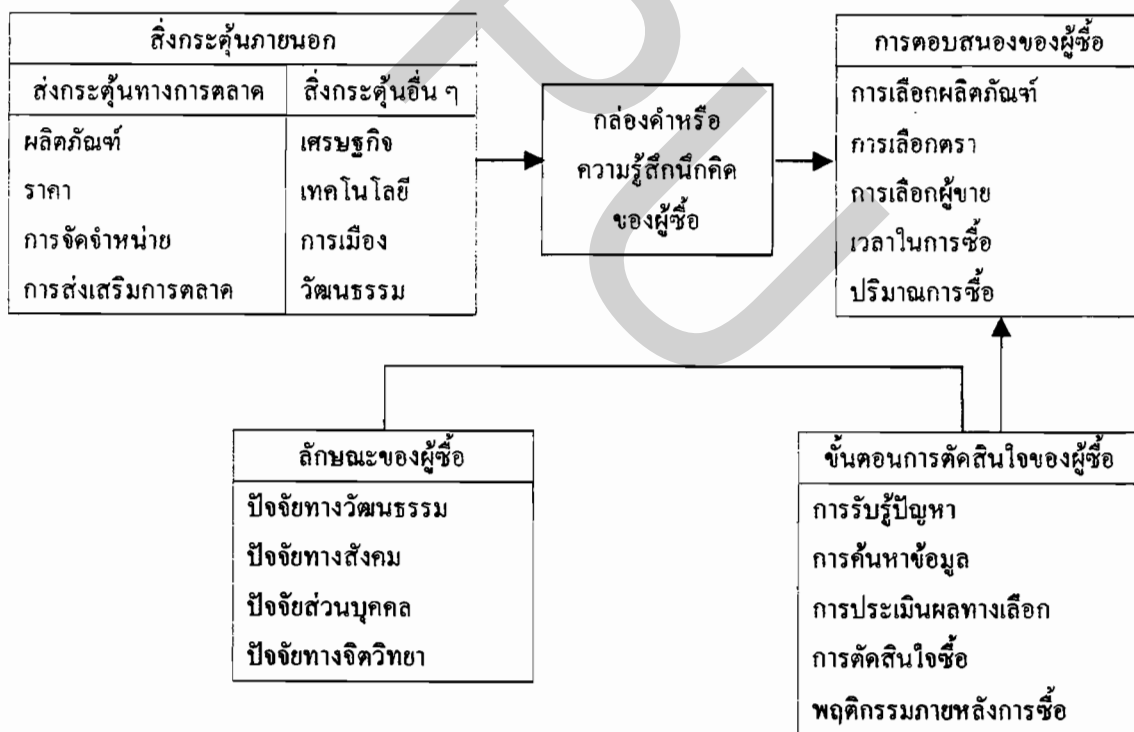 สิ่งกระตุ้นภายนอก
ส่งกระตุ้นทางการตลาด
สิ่งกระตุ้นอื่น ๆ
ผลิตภัณฑ์
เศรษฐกิจ
ราคา
เทคโนโลยี
การจัดจำหน่าย
การเมือง
การส่งเสริมการตลาด
วัฒนธรรม
กล่องคำหรือ
ความรู้สึกนึกคิด
ของผู้ซื้อ
การตอบสนองของผู้ซื้อ
การเลือกผลิตภัณฑ์
การเลือกตรา
การเลือกผู้ขาย
เวลาในการซื้อ
ปริมาณการซื้อ
ลักษณะของผู้ซื้อ
ปัจจัยทางวัฒนธรรม
ปัจจัยทางสังคม
ปัจจัยส่วนบุคคล
ปัจจัยทางจิตวิทยา
ขั้นตอนการตัดสินใจของผู้ซื้อ
การรับรู้ปัญหา
การค้นหาข้อมูล
การประเมินผลทางเลือก
การตัดสินใจซื้อ
พฤติกรรมภายหลังการซื้อ